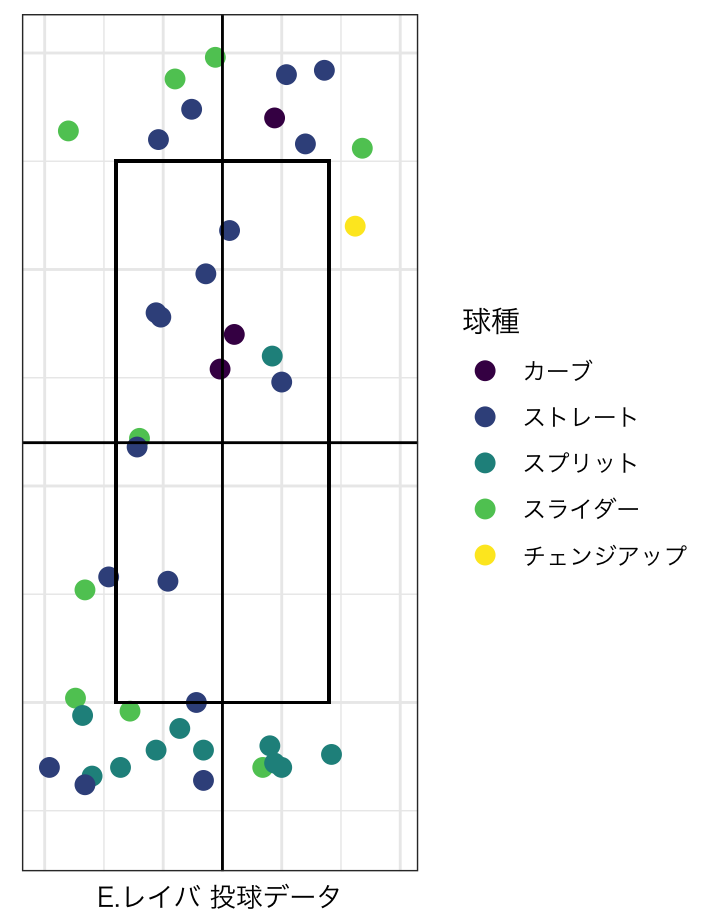 球種
カーブ
ストレート
スプリット
スライダー
チェンジアップ
E.レイバ 投球データ